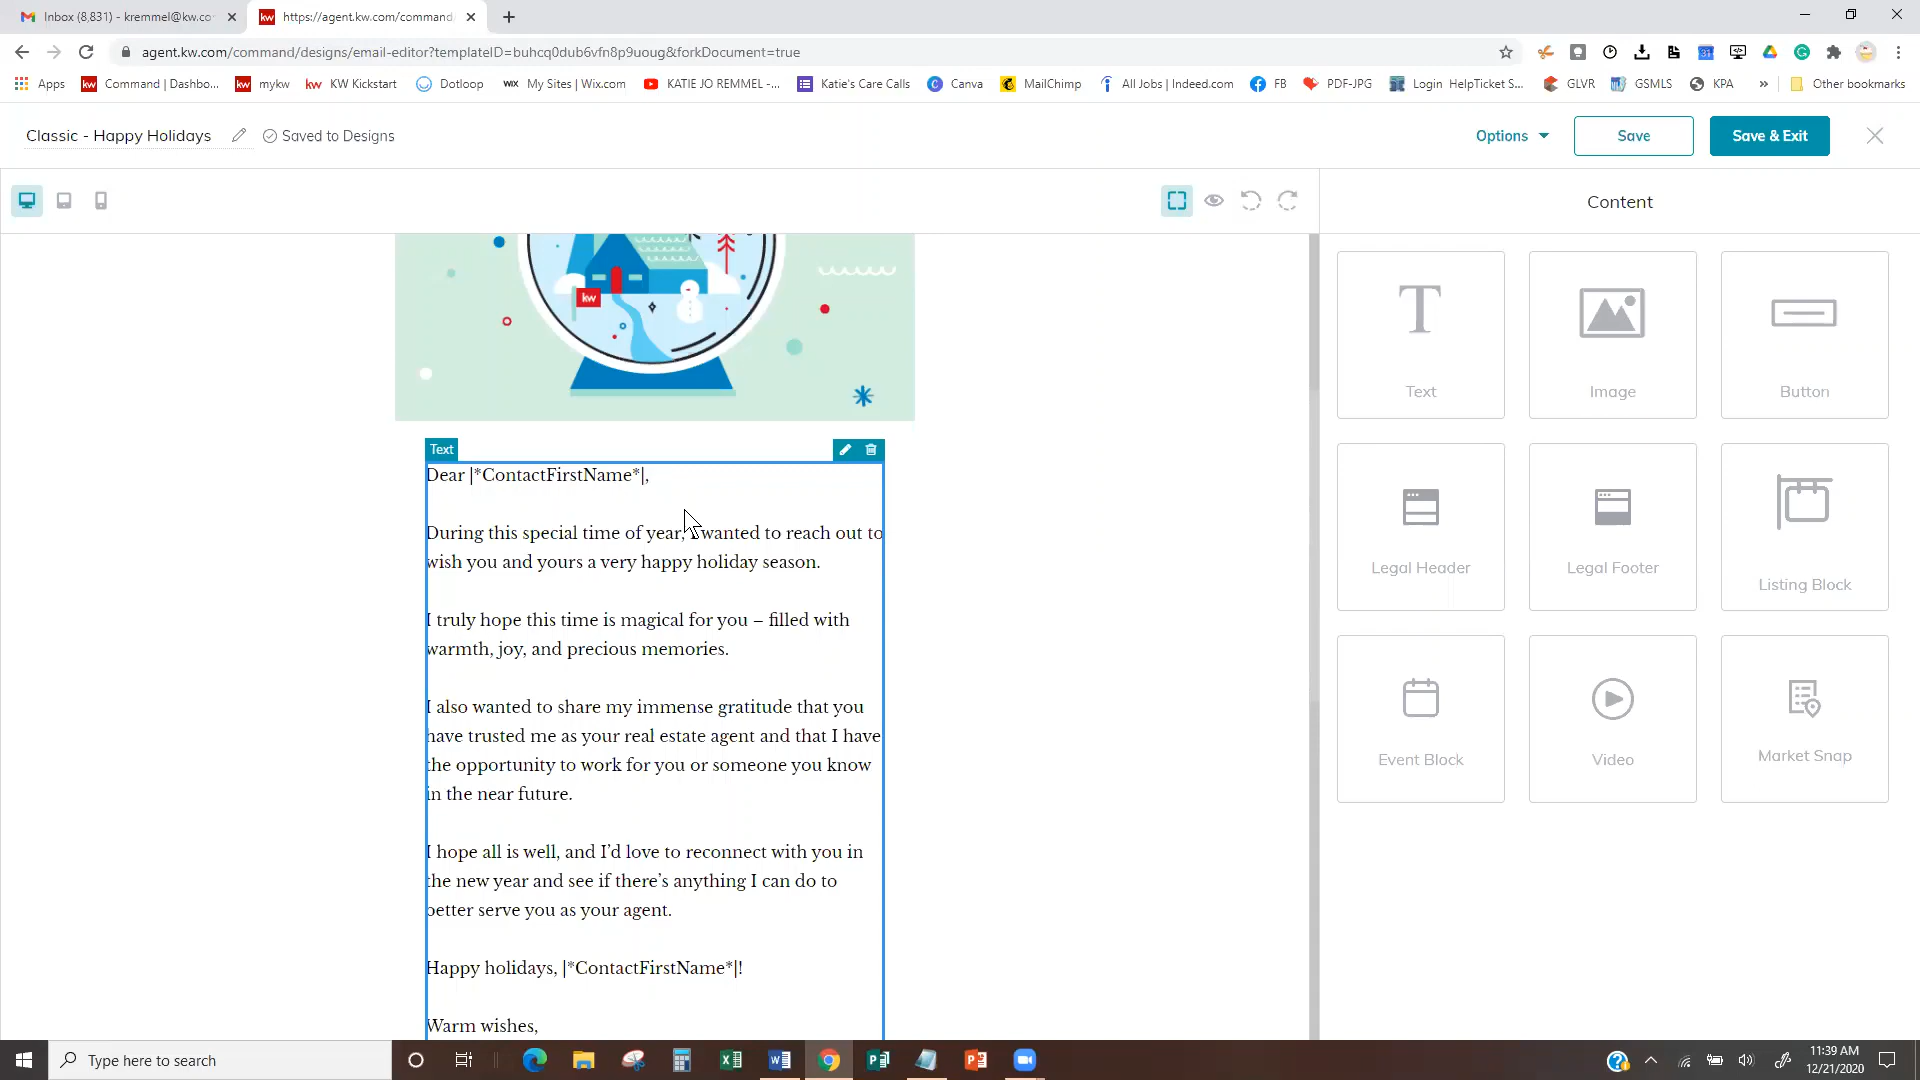 Inbox (8,831) - kremmel@kw.co
kw https://agent.kw.com/command/
agent.kw.com/command/designs/email-editor?templateID=buhcq0dub6vfn8p9uoug&forkDocument=true
Apps kw Command | Dashbo... kw mykw kw KW Kickstart Dotloop WIX My Sites | Wix.com KATIE JO REMMEL -... Katie's Care Calls Canva MailChimp All Jobs | Indeed.com FB PDF-JPG Login HelpTicket S... GLVR GSMLS KPA » Other bookmarks
Classic - Happy Holidays Saved to Designs Options Save Save & Exit
Content
kw
Text Image Button
Text
Dear |*ContactFirstName*|,
During this special time of year, I wanted to reach out to
wish you and yours a very happy holiday season.
Legal Header Legal Footer Listing Block
I truly hope this time is magical for you – filled with
warmth, joy, and precious memories.
I also wanted to share my immense gratitude that you
have trusted me as your real estate agent and that I have
the opportunity to work for you or someone you know
in the near future.
Event Block Video Market Snap
I hope all is well, and I'd love to reconnect with you in
the new year and see if there's anything I can do to
better serve you as your agent.
Happy holidays, |*ContactFirstName*|!
Warm wishes,
Type here to search
11:39 AM
12/21/2020